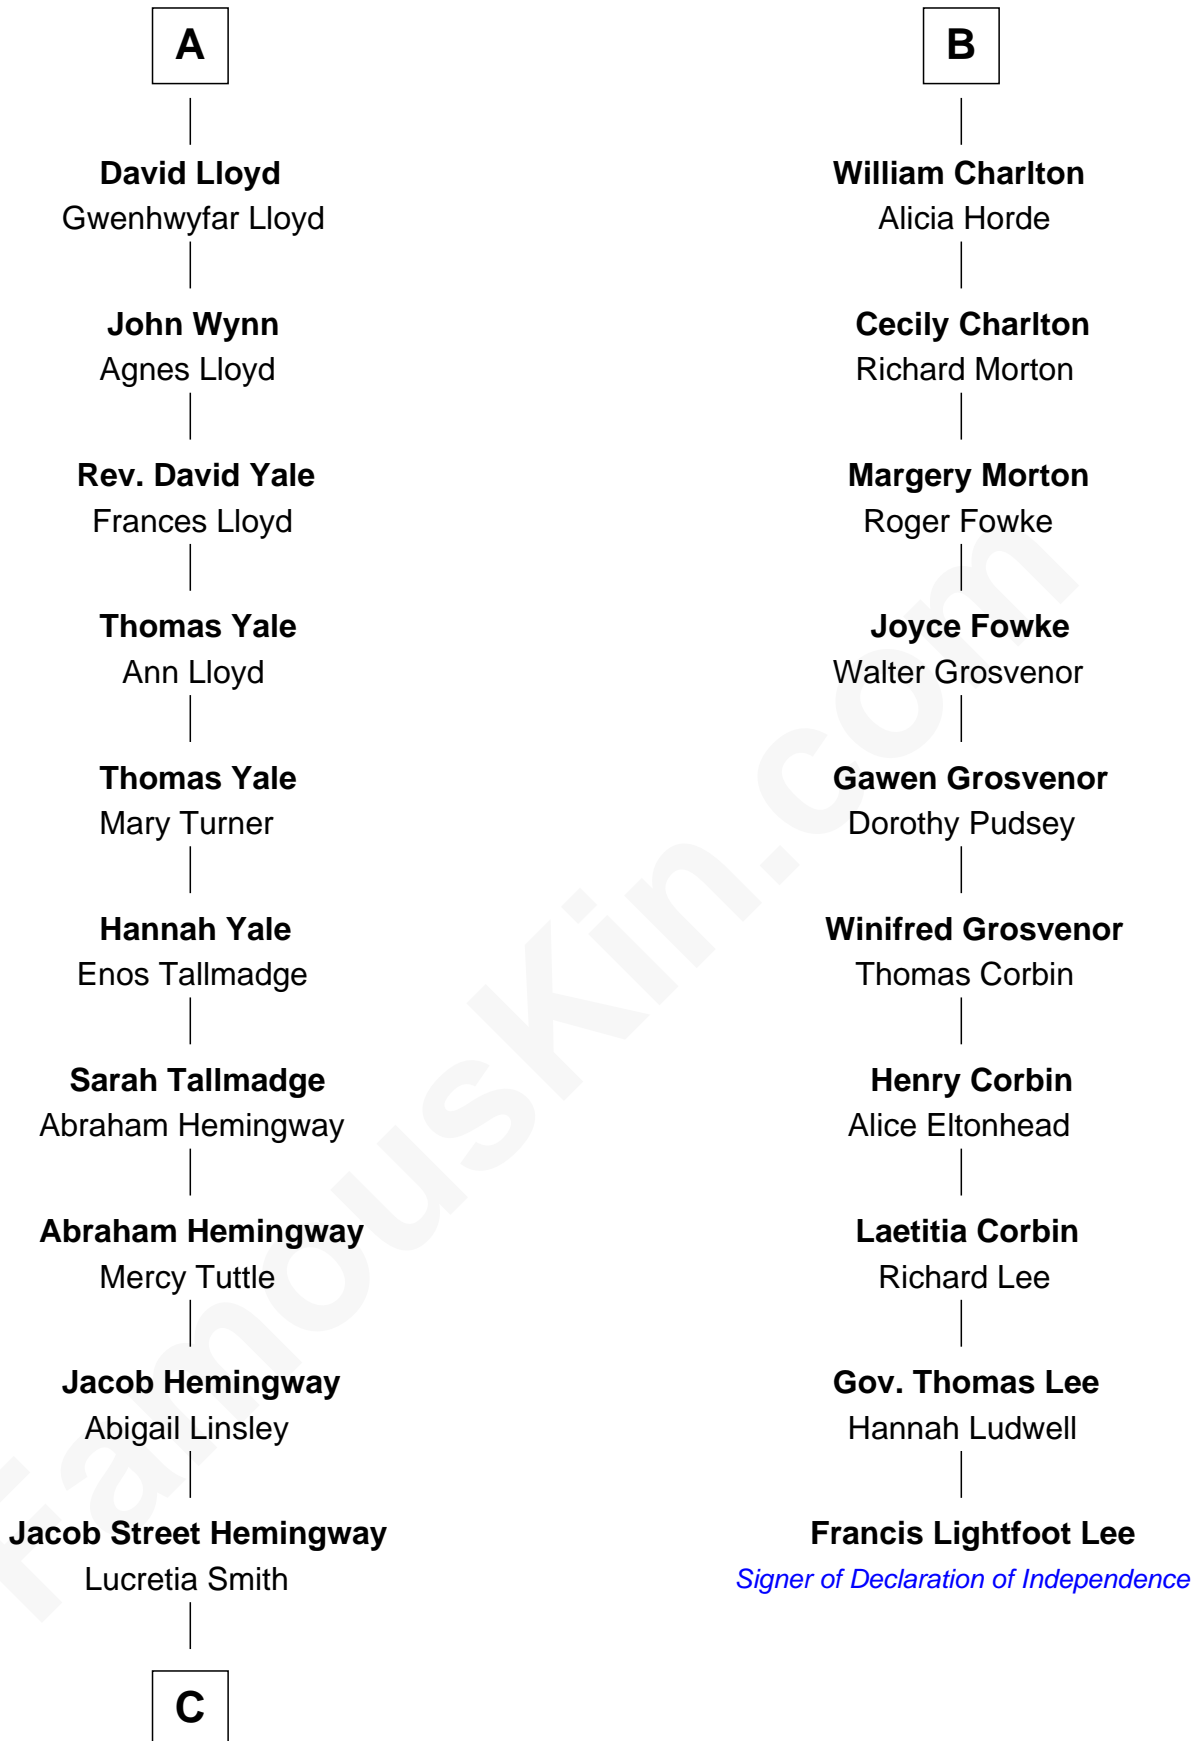 A
David Lloyd
Gwenhwyfar Lloyd
John Wynn
Agnes Lloyd
Rev. David Yale
Frances Lloyd
Thomas Yale
Ann Lloyd
Thomas Yale
Mary Turner
Hannah Yale
Enos Tallmadge
Sarah Tallmadge
Abraham Hemingway
Abraham Hemingway
Mercy Tuttle
Jacob Hemingway
Abigail Linsley
Jacob Street Hemingway
Lucretia Smith
C
B
William Charlton
Alicia Horde
Cecily Charlton
Richard Morton
Margery Morton
Roger Fowke
Joyce Fowke
Walter Grosvenor
Gawen Grosvenor
Dorothy Pudsey
Winifred Grosvenor
Thomas Corbin
Henry Corbin
Alice Eltonhead
Laetitia Corbin
Richard Lee
Gov. Thomas Lee
Hannah Ludwell
Francis Lightfoot Lee
Signer of Declaration of Independence
FamousKin.com